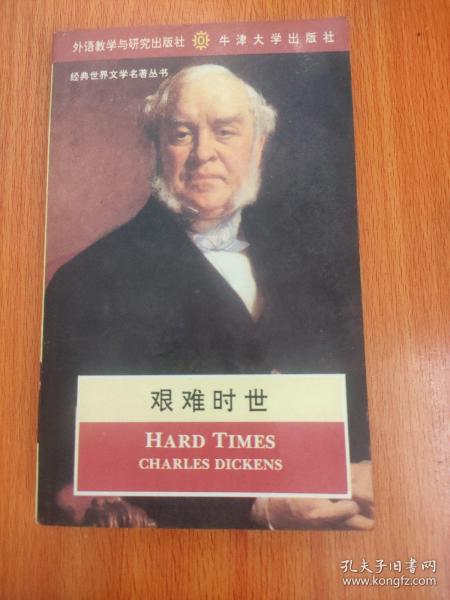 外语教学与研究出版社 牛津大学出版社
经典世界文学名著丛书
艰难时世
HARD TIMES
CHARLES DICKENS
孔夫子旧书网
www.kongfz.com